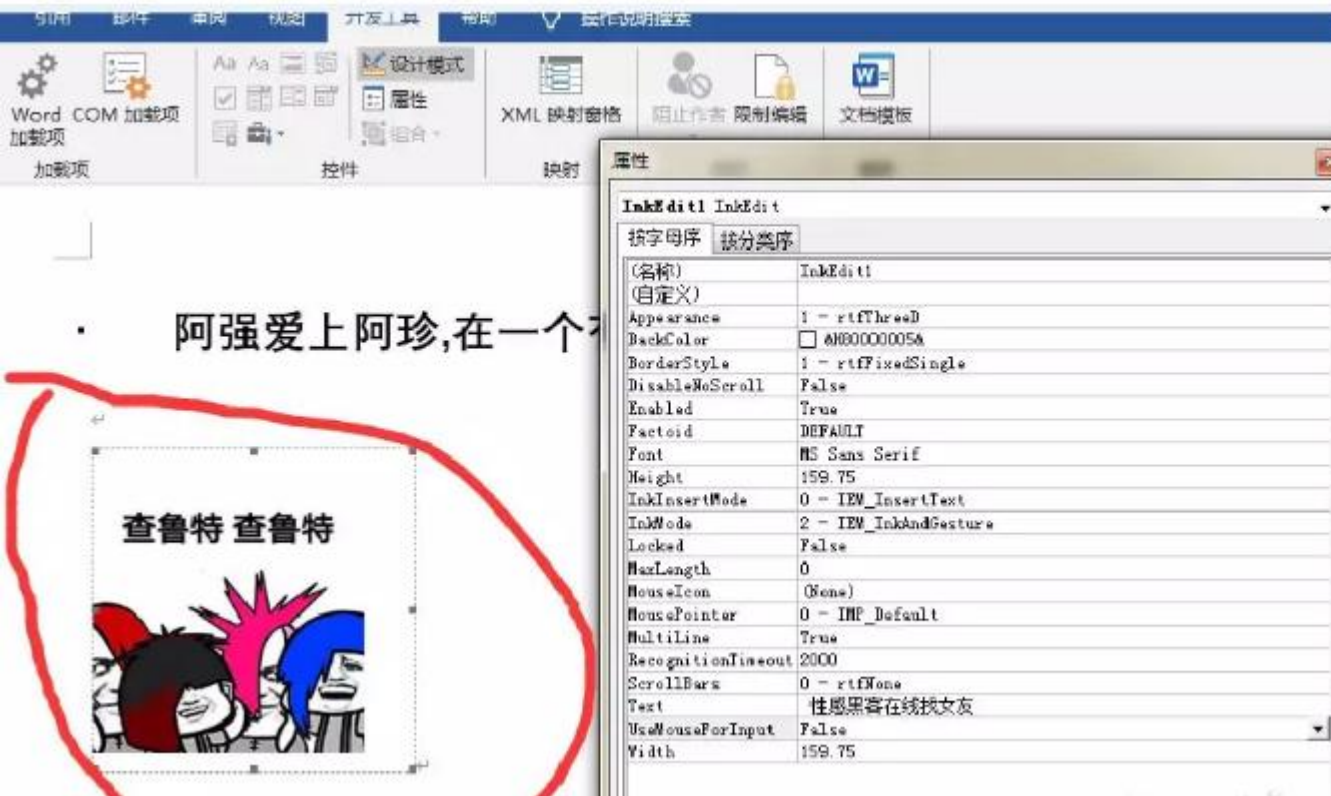 引用 邮件 审阅 视图 开发工具 帮助 操作说明搜索
Aa Aa 设计模式
属性
组合
Word 加载项
COM 加载项
XML 映射窗格
阻止作者 限制编辑
文档模板
加载项
控件
映射
属性
InkEdit1 InkEdit
按字母序 按分类序
(名称) InkEdit1
(自定义)
Appearance 1 - rtfThreeD
BackColor &H80000005&
BorderStyle 1 - rtfFixedSingle
DisableNoScroll False
Enabled True
Factoid DEFAULT
Font MS Sans Serif
Height 159.75
InkInsertMode 0 - IEM_InsertText
InkMode 2 - IEM_InkAndGesture
Locked False
MaxLength 0
MouseIcon (None)
MousePointer 0 - IMP_Default
MultiLine True
RecognitionTimeout 2000
ScrollBars 0 - rtfNone
Text 性感黑客在线找女友
UseMouseForInput False
Width 159.75
阿强爱上阿珍,在一个
查鲁特 查鲁特